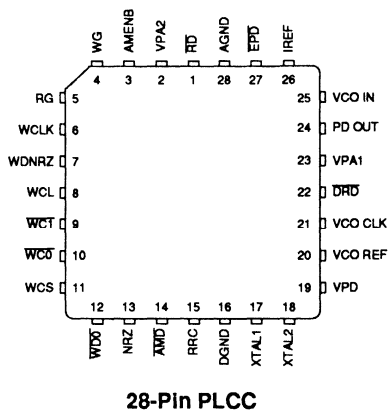 WG AMENB VPA2 RD AGND EPD IREF
4 3 2 1 28 27 26
RG 5 25 VCO IN
WCLK 6 24 PD OUT
WDNRZ 7 23 VPA1
WCL 8 22 DRD
WC1 9 21 VCO CLK
WC0 10 20 VCO REF
WCS 11 19 VPD
12 13 14 15 16 17 18
WD0 NRZ AMD RRC DGND XTAL1 XTAL2
28-Pin PLCC